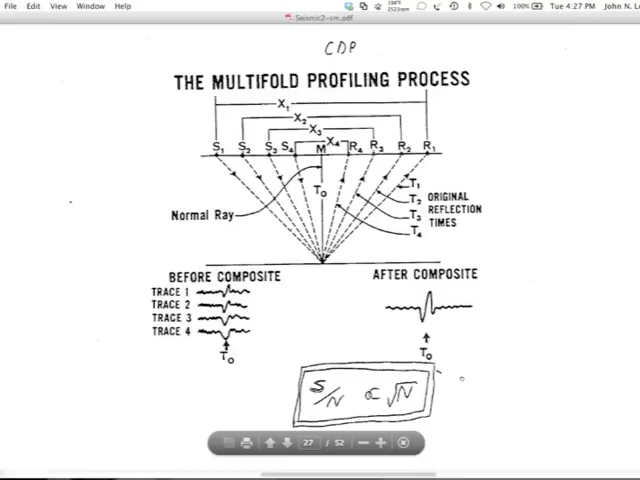 File Edit View Window Help 198°F 2521rpm 100% Tue 4:27 PM John N. Lo
Seismic2-sm.pdf
CDP
THE MULTIFOLD PROFILING PROCESS
X1
X2
X3
X4
S1 S2 S3 S4 M R4 R3 R2 R1
T0
Normal Ray
T1
T2 ORIGINAL
T3 REFLECTION
T4 TIMES
BEFORE COMPOSITE
TRACE 1
TRACE 2
TRACE 3
TRACE 4
T0
AFTER COMPOSITE
T0
S/N ∝ √N
27 / 52